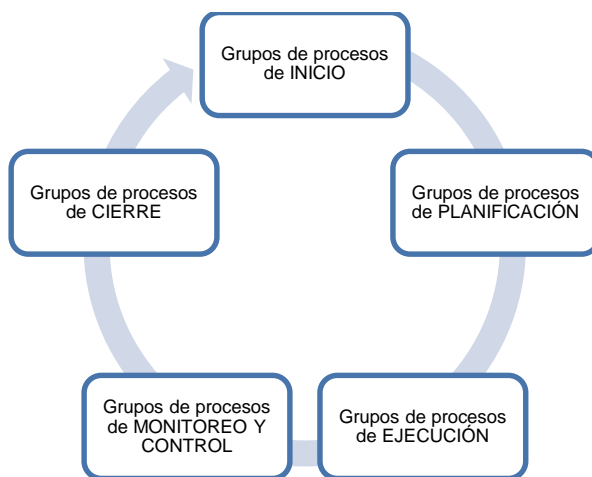 Grupos de procesos
de INICIO
Grupos de procesos
de PLANIFICACIÓN
Grupos de procesos
de EJECUCIÓN
Grupos de procesos
de MONITOREO Y
CONTROL
Grupos de procesos
de CIERRE